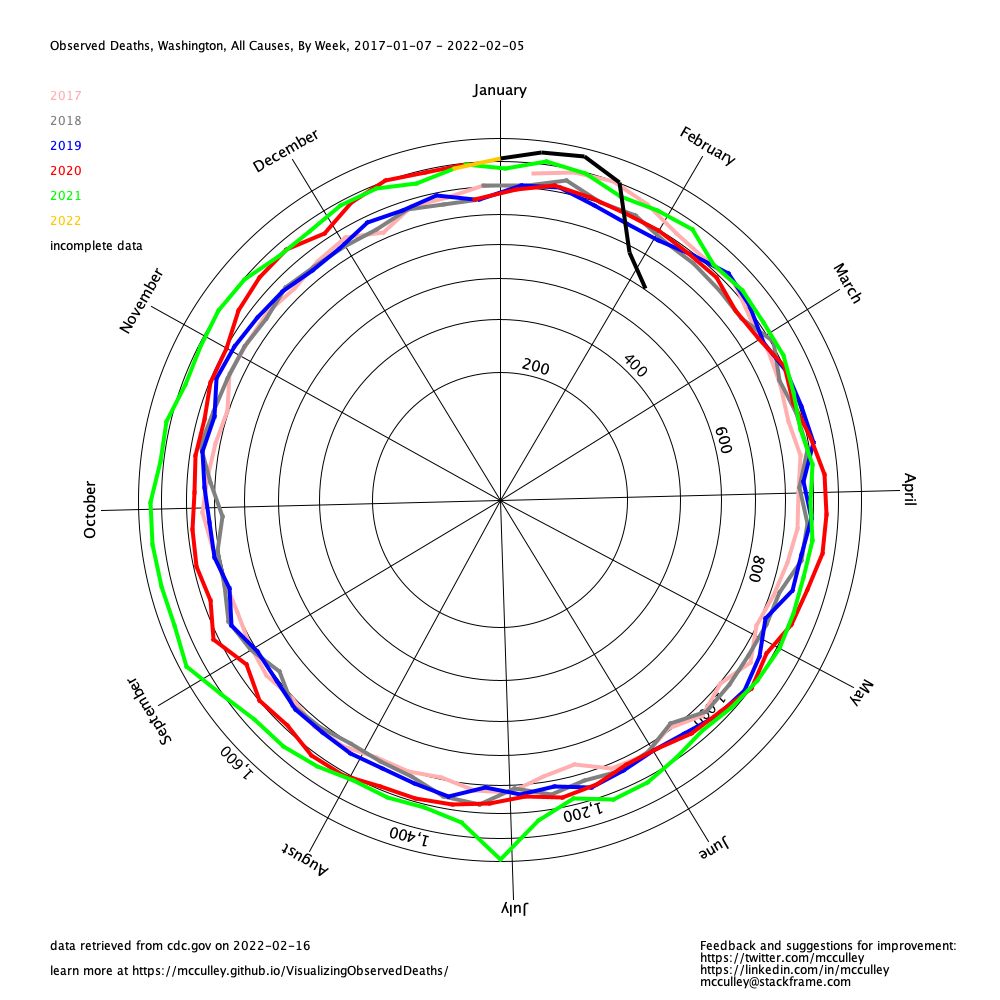 Observed Deaths, Washington, All Causes, By Week, 2017-01-07 - 2022-02-05
January
2017
2018
2019
2020
2021
2022
incomplete data
December
February
November
March
200
400
600
October
April
800
1,000
September
May
1,600
1,200
1,400
August
June
July
data retrieved from cdc.gov on 2022-02-16
learn more at https://mcculley.github.io/VisualizingObservedDeaths/
Feedback and suggestions for improvement:
https://twitter.com/mcculley
https://linkedin.com/in/mcculley
mcculley@stackframe.com